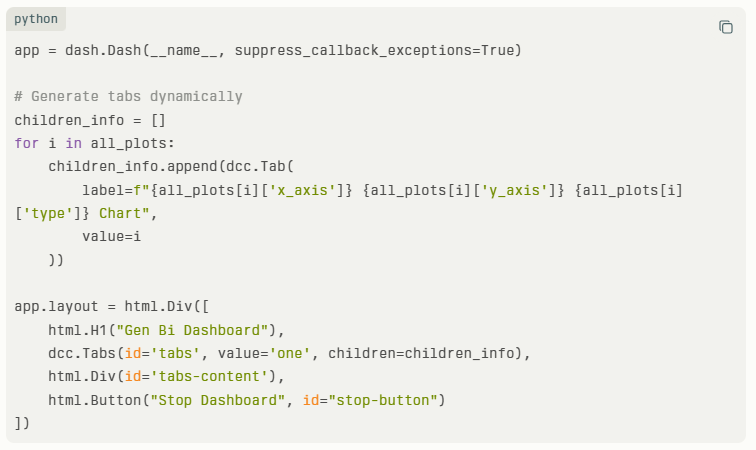 python
app = dash.Dash(__name__, suppress_callback_exceptions=True)
# Generate tabs dynamically
children_info = []
for i in all_plots:
    children_info.append(dcc.Tab(
        label=f"{all_plots[i]['x_axis']} {all_plots[i]['y_axis']} {all_plots[i]
['type']} Chart",
        value=i
    ))
app.layout = html.Div([
    html.H1("Gen Bi Dashboard"),
    dcc.Tabs(id='tabs', value='one', children=children_info),
    html.Div(id='tabs-content'),
    html.Button("Stop Dashboard", id="stop-button")
])